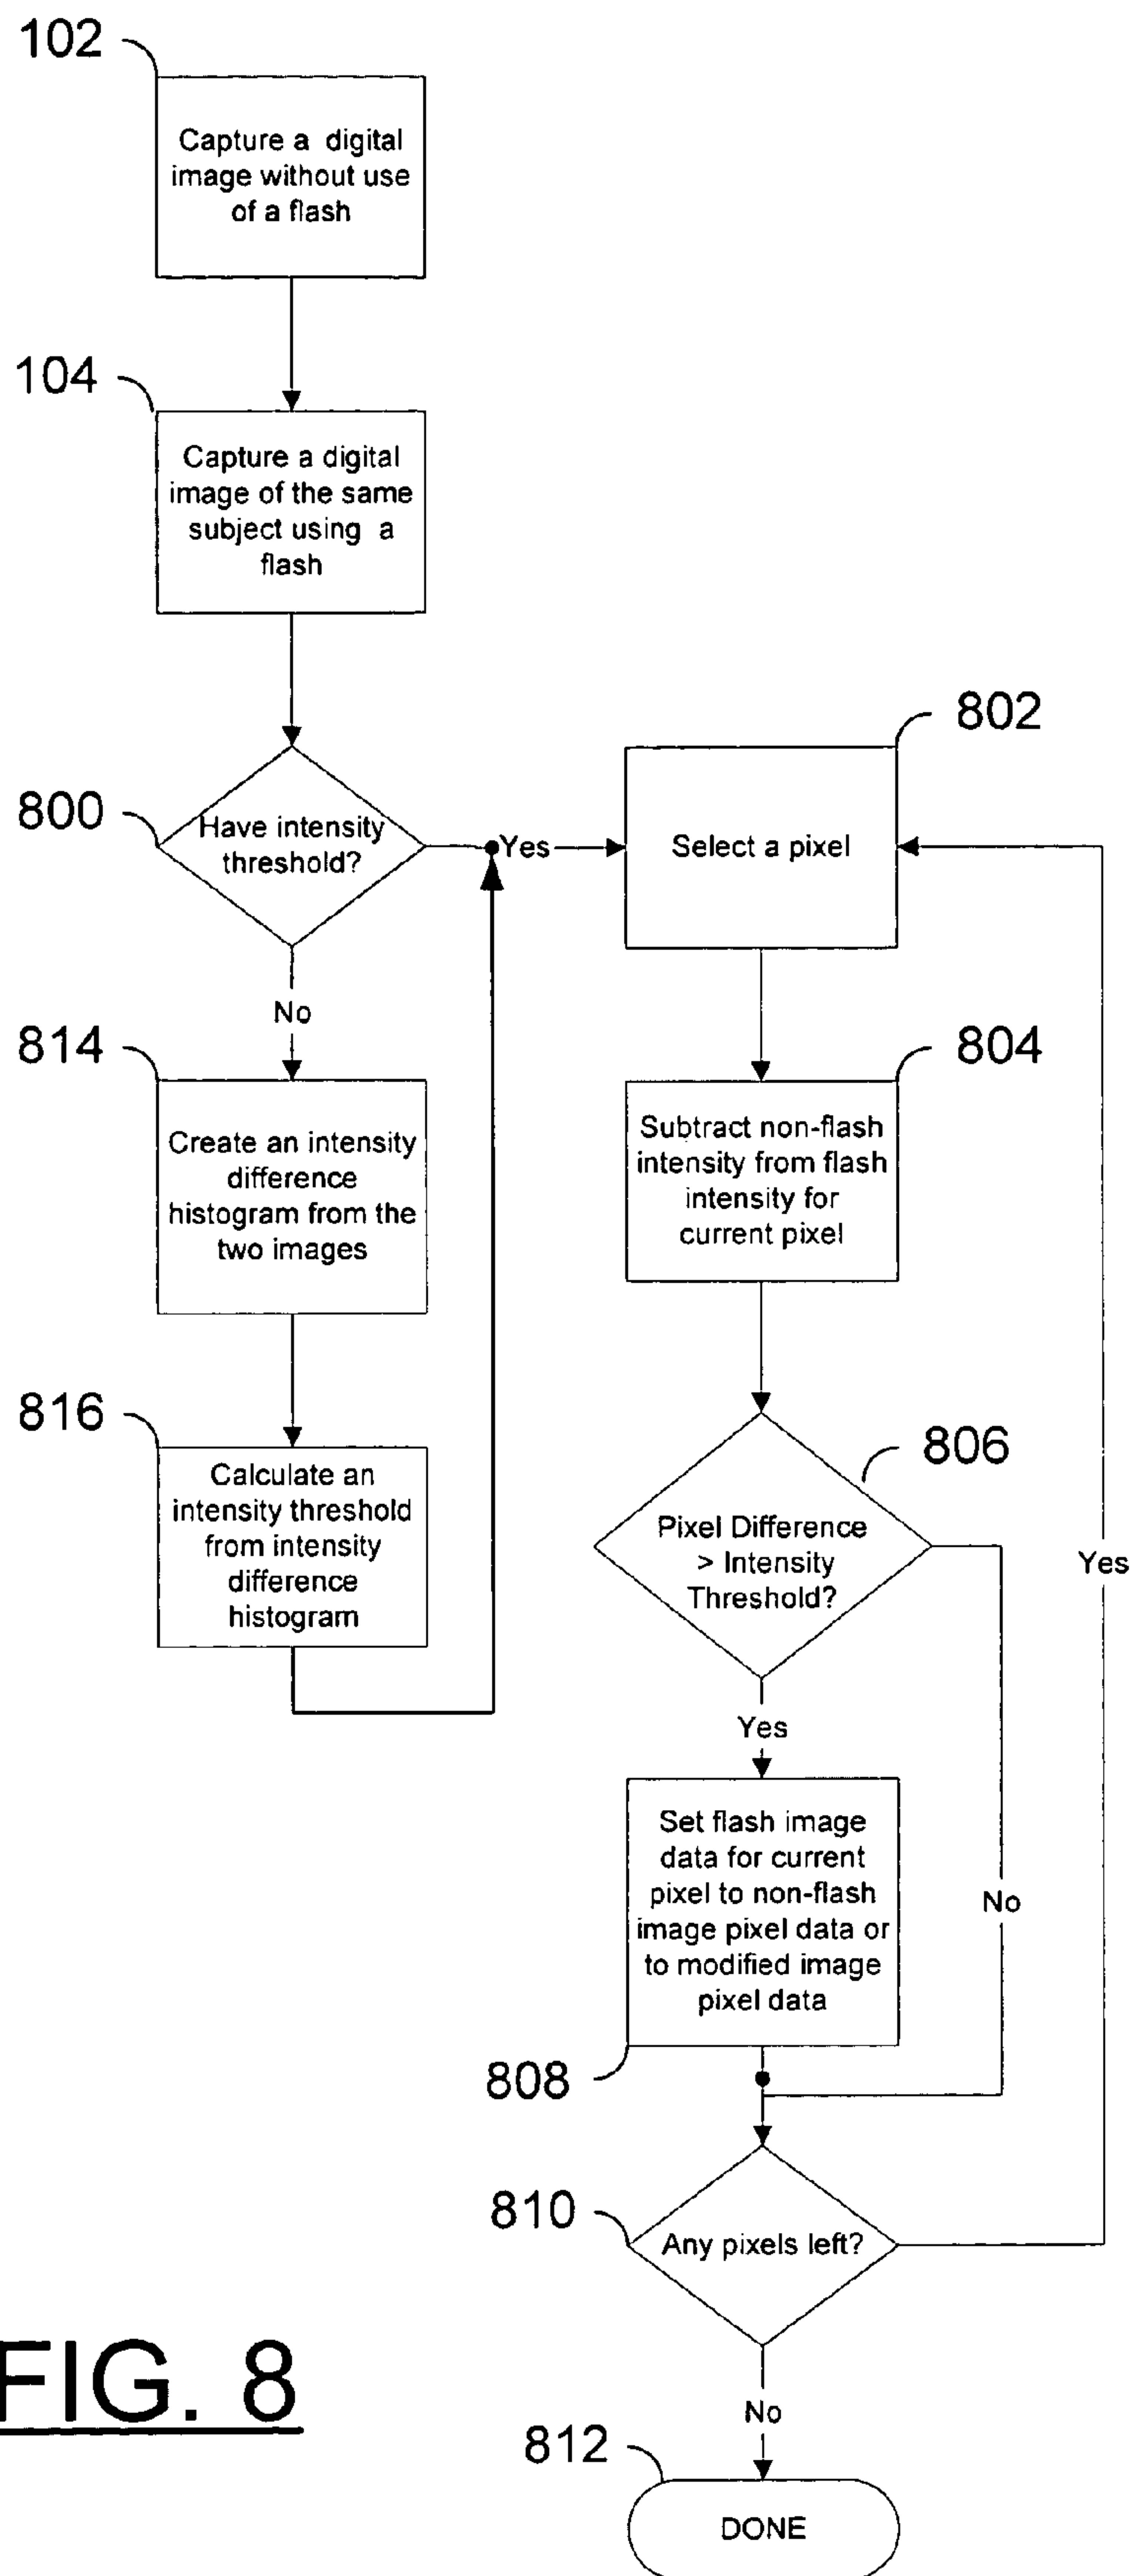 102
Capture a digital
image without use
of a flash
104
Capture a digital
image of the same
subject using a
flash
800
Have intensity
threshold?
Yes
No
802
Select a pixel
804
Subtract non-flash
intensity from flash
intensity for
current pixel
814
Create an intensity
difference
histogram from the
two images
816
Calculate an
intensity threshold
from intensity
difference
histogram
806
Pixel Difference
> Intensity
Threshold?
Yes
No
Yes
808
Set flash image
data for current
pixel to non-flash
image pixel data or
to modified image
pixel data
810
Any pixels left?
No
812
DONE
FIG. 8